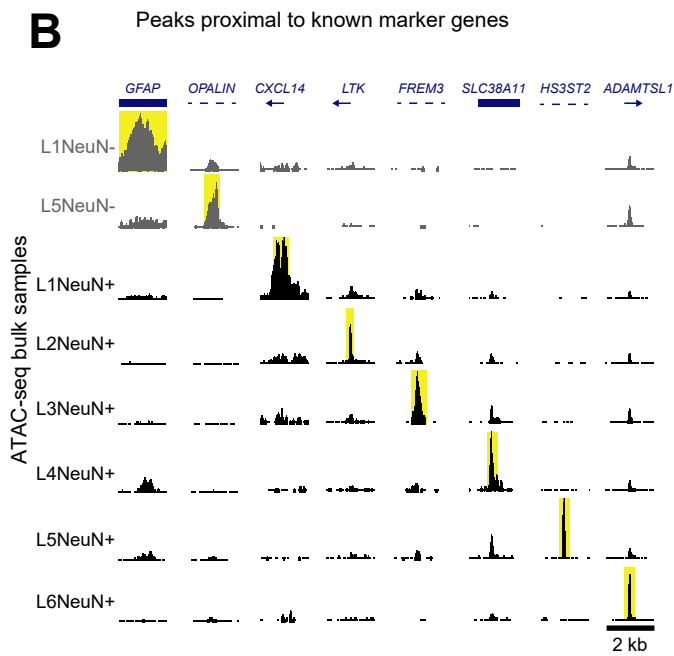 B
Peaks proximal to known marker genes
GFAP OPALIN CXCL14 LTK FREM3 SLC38A11 HS3ST2 ADAMTSL1
ATAC-seq bulk samples
L1NeuN-
L5NeuN-
L1NeuN+
L2NeuN+
L3NeuN+
L4NeuN+
L5NeuN+
L6NeuN+
2 kb